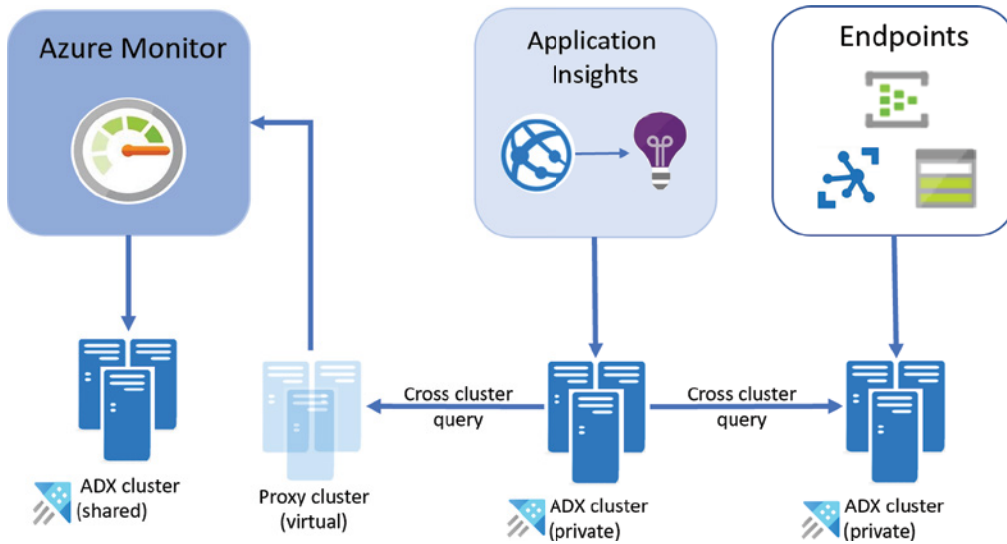 Azure Monitor
Application
Insights
Endpoints
Cross cluster
query
Cross cluster
query
ADX cluster
(shared)
Proxy cluster
(virtual)
ADX cluster
(private)
ADX cluster
(private)